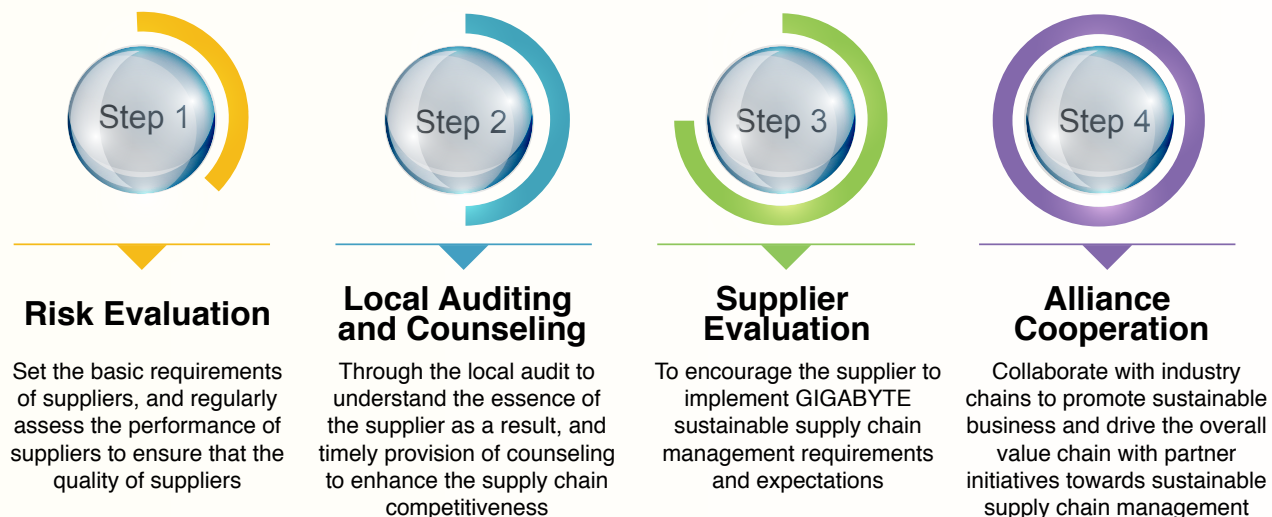 Step 1
Risk Evaluation
Set the basic requirements
of suppliers, and regularly
assess the performance of
suppliers to ensure that the
quality of suppliers
Step 2
Local Auditing
and Counseling
Through the local audit to
understand the essence of
the supplier as a result, and
timely provision of counseling
to enhance the supply chain
competitiveness
Step 3
Supplier
Evaluation
To encourage the supplier to
implement GIGABYTE
sustainable supply chain
management requirements
and expectations
Step 4
Alliance
Cooperation
Collaborate with industry
chains to promote sustainable
business and drive the overall
value chain with partner
initiatives towards sustainable
supply chain management